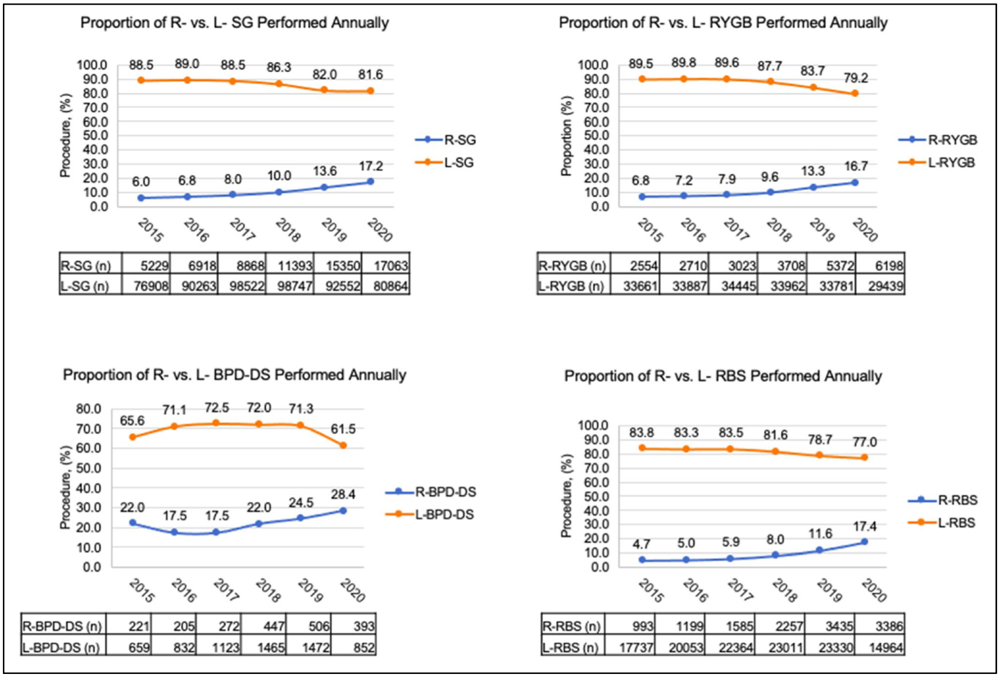 Proportion of R- vs. L- SG Performed Annually
Procedure, (%)
100.0
90.0
80.0
70.0
60.0
50.0
40.0
30.0
20.0
10.0
0.0
88.5 89.0 88.5 86.3 82.0 81.6
6.0 6.8 8.0 10.0 13.6 17.2
2015 2016 2017 2018 2019 2020
R-SG
L-SG
R-SG (n) 5229 6918 8868 11393 15350 17063
L-SG (n) 76908 90263 98522 98747 92552 80864
Proportion of R- vs. L- RYGB Performed Annually
Proportion (%)
100.0
90.0
80.0
70.0
60.0
50.0
40.0
30.0
20.0
10.0
0.0
89.5 89.8 89.6 87.7 83.7 79.2
6.8 7.2 7.9 9.6 13.3 16.7
2015 2016 2017 2018 2019 2020
R-RYGB
L-RYGB
R-RYGB (n) 2554 2710 3023 3708 5372 6198
L-RYGB (n) 33661 33887 34445 33962 33781 29439
Proportion of R- vs. L- BPD-DS Performed Annually
Procedure, (%)
80.0
70.0
60.0
50.0
40.0
30.0
20.0
10.0
0.0
65.6 71.1 72.5 72.0 71.3 61.5
22.0 17.5 17.5 22.0 24.5 28.4
2015 2016 2017 2018 2019 2020
R-BPD-DS
L-BPD-DS
R-BPD-DS (n) 221 205 272 447 506 393
L-BPD-DS (n) 659 832 1123 1465 1472 852
Proportion of R- vs. L- RBS Performed Annually
Procedure, (%)
100.0
90.0
80.0
70.0
60.0
50.0
40.0
30.0
20.0
10.0
0.0
83.8 83.3 83.5 81.6 78.7 77.0
4.7 5.0 5.9 8.0 11.6 17.4
2015 2016 2017 2018 2019 2020
R-RBS
L-RBS
R-RBS (n) 993 1199 1585 2257 3435 3386
L-RBS (n) 17737 20053 22364 23011 23330 14964